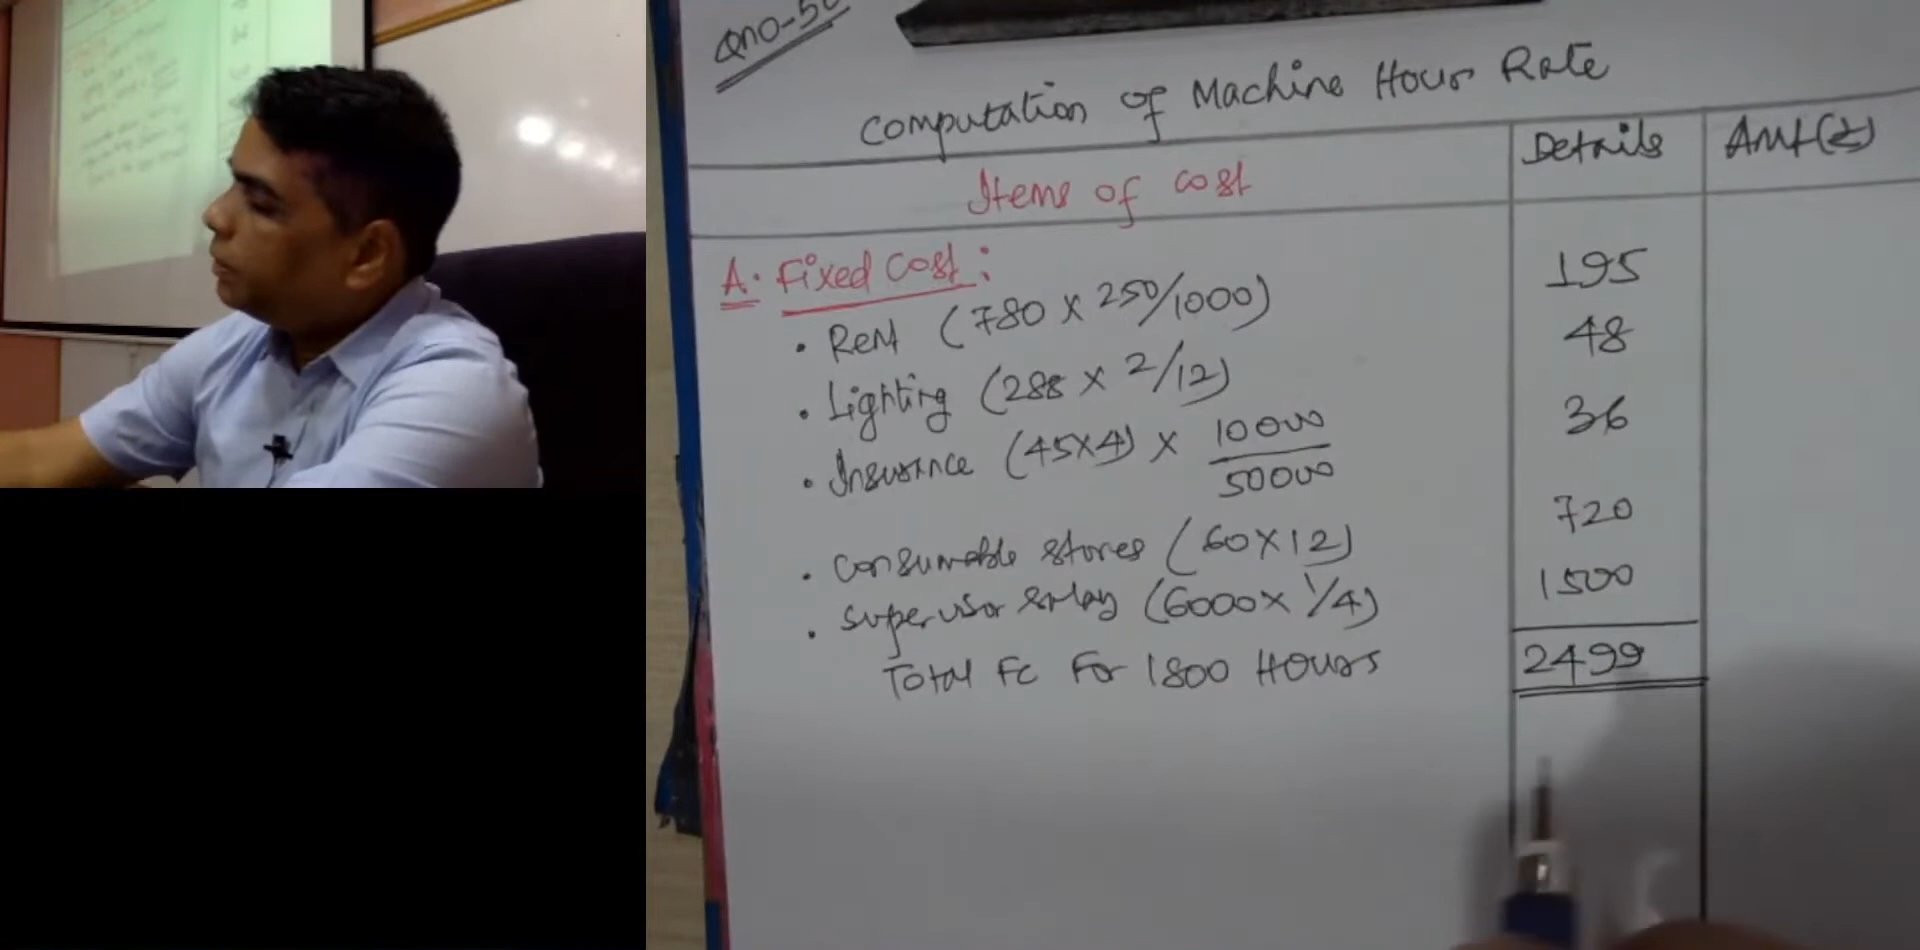 Qno-50
Computation of Machine Hour Rate
Items of cost Details Amt(₹)
A. Fixed Cost:
• Rent (780 x 250/1000) 195
• Lighting (288 x 2/12) 48
• Insurance (45x4) x 10000/50000 36
• Consumable stores (60x12) 720
• Supervisor Salay (6000x 1/4) 1500
Total FC For 1800 Hours 2499